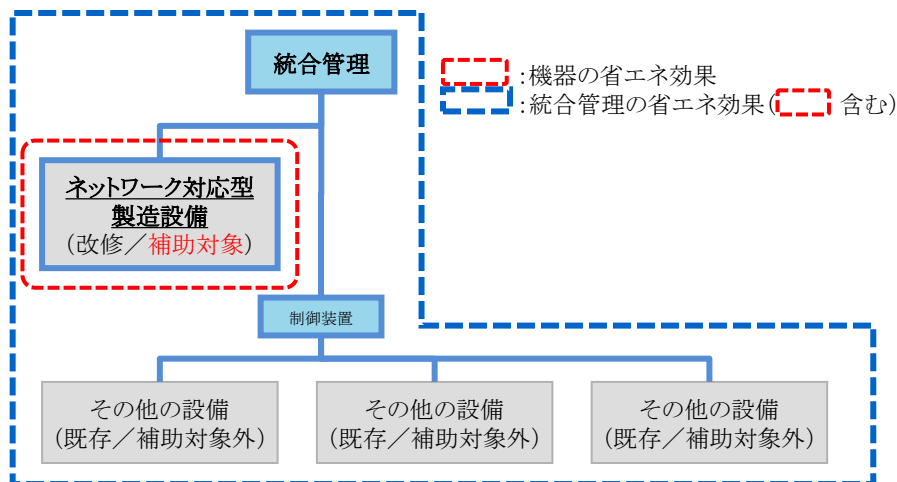 統合管理
:機器の省エネ効果
:統合管理の省エネ効果( 含む)
ネットワーク対応型
製造設備
(改修/補助対象)
制御装置
その他の設備
(既存/補助対象外)
その他の設備
(既存/補助対象外)
その他の設備
(既存/補助対象外)